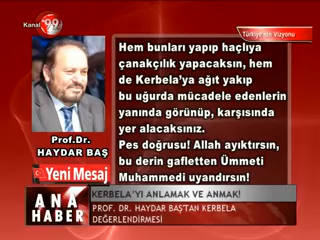 Kanal 99
Türkiye'nin Vizyonu
Hem bunları yapıp haçlıya
çanakçılık yapacaksın, hem
de Kerbela'ya ağıt yakıp
bu uğurda mücadele edenlerin
yanında görünüp, karşısında
yer alacaksınız.
Pes doğrusu! Allah ayıktırsın,
bu derin gafletten Ümmeti
Muhammedi uyandırsın!
Prof.Dr.
HAYDAR BAŞ
Yeni Mesaj
ANA
HABER
KERBELA'YI ANLAMAK VE ANMAK!
PROF. DR. HAYDAR BAŞ'TAN KERBELA
DEĞERLENDİRMESİ